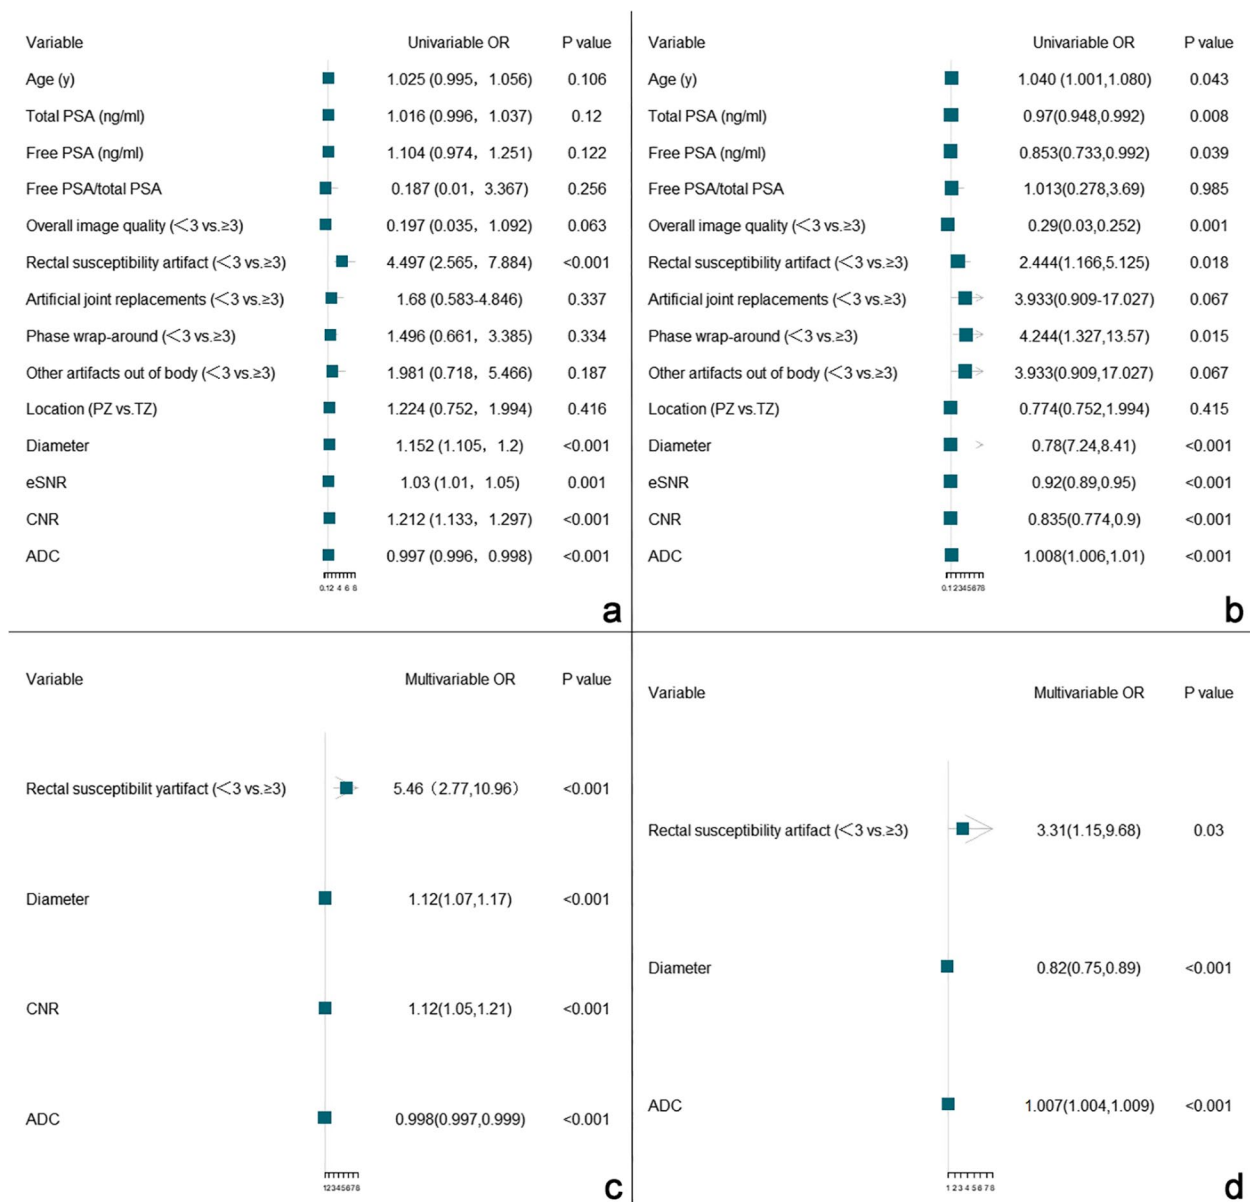 Variable Univariable OR P value
Age (y) 1.025 (0.995，1.056) 0.106
Total PSA (ng/ml) 1.016 (0.996，1.037) 0.12
Free PSA (ng/ml) 1.104 (0.974，1.251) 0.122
Free PSA/total PSA 0.187 (0.01，3.367) 0.256
Overall image quality (＜3 vs.≥3) 0.197 (0.035，1.092) 0.063
Rectal susceptibility artifact (＜3 vs.≥3) 4.497 (2.565，7.884) <0.001
Artificial joint replacements (＜3 vs.≥3) 1.68 (0.583-4.846) 0.337
Phase wrap-around (＜3 vs.≥3) 1.496 (0.661，3.385) 0.334
Other artifacts out of body (＜3 vs.≥3) 1.981 (0.718，5.466) 0.187
Location (PZ vs.TZ) 1.224 (0.752，1.994) 0.416
Diameter 1.152 (1.105，1.2) <0.001
eSNR 1.03 (1.01，1.05) 0.001
CNR 1.212 (1.133，1.297) <0.001
ADC 0.997 (0.996，0.998) <0.001
0.12 4 6 8
a
Variable Univariable OR P value
Age (y) 1.040 (1.001,1.080) 0.043
Total PSA (ng/ml) 0.97(0.948,0.992) 0.008
Free PSA (ng/ml) 0.853(0.733,0.992) 0.039
Free PSA/total PSA 1.013(0.278,3.69) 0.985
Overall image quality (＜3 vs.≥3) 0.29(0.03,0.252) 0.001
Rectal susceptibility artifact (＜3 vs.≥3) 2.444(1.166,5.125) 0.018
Artificial joint replacements (＜3 vs.≥3) 3.933(0.909-17.027) 0.067
Phase wrap-around (＜3 vs.≥3) 4.244(1.327,13.57) 0.015
Other artifacts out of body (＜3 vs.≥3) 3.933(0.909,17.027) 0.067
Location (PZ vs.TZ) 0.774(0.752,1.994) 0.415
Diameter 0.78(7.24,8.41) <0.001
eSNR 0.92(0.89,0.95) <0.001
CNR 0.835(0.774,0.9) <0.001
ADC 1.008(1.006,1.01) <0.001
0.1 2345678
b
Variable Multivariable OR P value
Rectal susceptibilit yartifact (＜3 vs.≥3) 5.46（2.77,10.96） <0.001
Diameter 1.12(1.07,1.17) <0.001
CNR 1.12(1.05,1.21) <0.001
ADC 0.998(0.997,0.999) <0.001
12345678
c
Variable Multivariable OR P value
Rectal susceptibility artifact (＜3 vs.≥3) 3.31(1.15,9.68) 0.03
Diameter 0.82(0.75,0.89) <0.001
ADC 1.007(1.004,1.009) <0.001
1 2 3 4 5 6 7 8
d